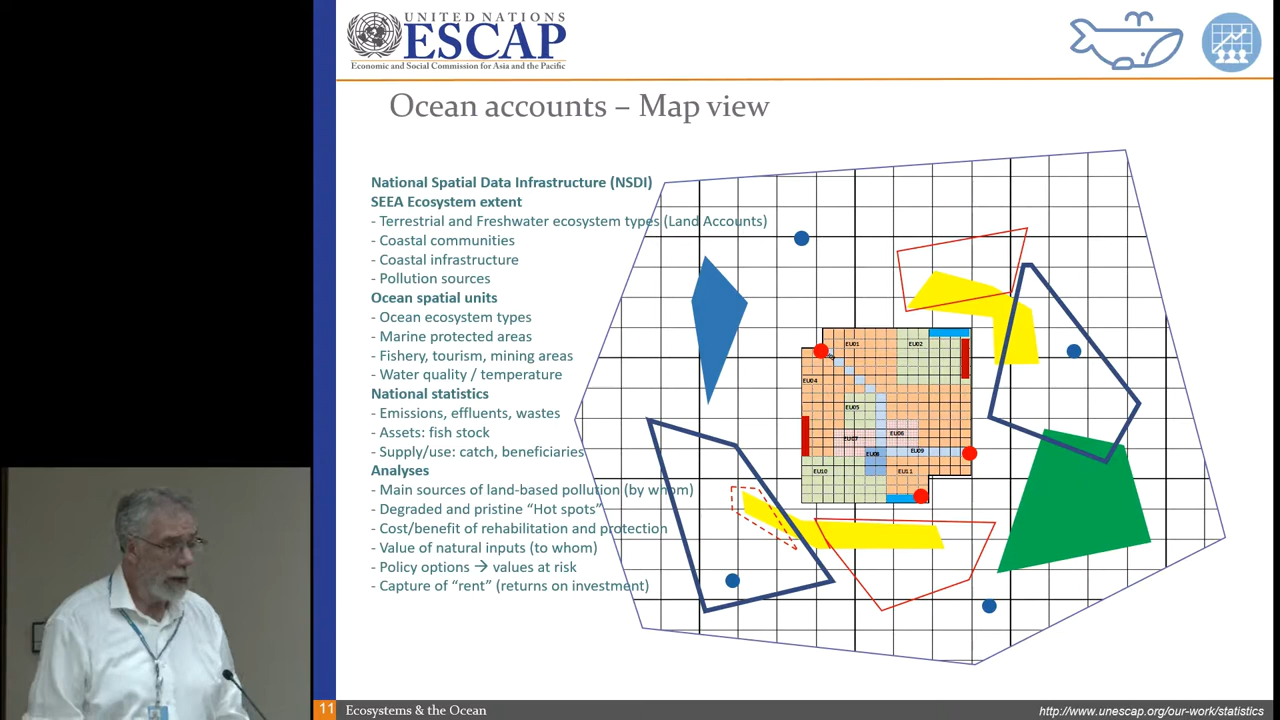 UNITED NATIONS
ESCAP
Economic and Social Commission for Asia and the Pacific
Ocean accounts – Map view
National Spatial Data Infrastructure (NSDI)
SEEA Ecosystem extent
- Terrestrial and Freshwater ecosystem types (Land Accounts)
- Coastal communities
- Coastal infrastructure
- Pollution sources
Ocean spatial units
- Ocean ecosystem types
- Marine protected areas
- Fishery, tourism, mining areas
- Water quality / temperature
National statistics
- Emissions, effluents, wastes
- Assets: fish stock
- Supply/use: catch, beneficiaries
Analyses
- Main sources of land-based pollution (by whom)
- Degraded and pristine “Hot spots”
- Cost/benefit of rehabilitation and protection
- Value of natural inputs (to whom)
- Policy options → values at risk
- Capture of “rent” (returns on investment)
EU01
EU02
EU04
EU05
EU06
EU07
EU08
EU09
EU10
EU11
11
Ecosystems & the Ocean
http://www.unescap.org/our-work/statistics